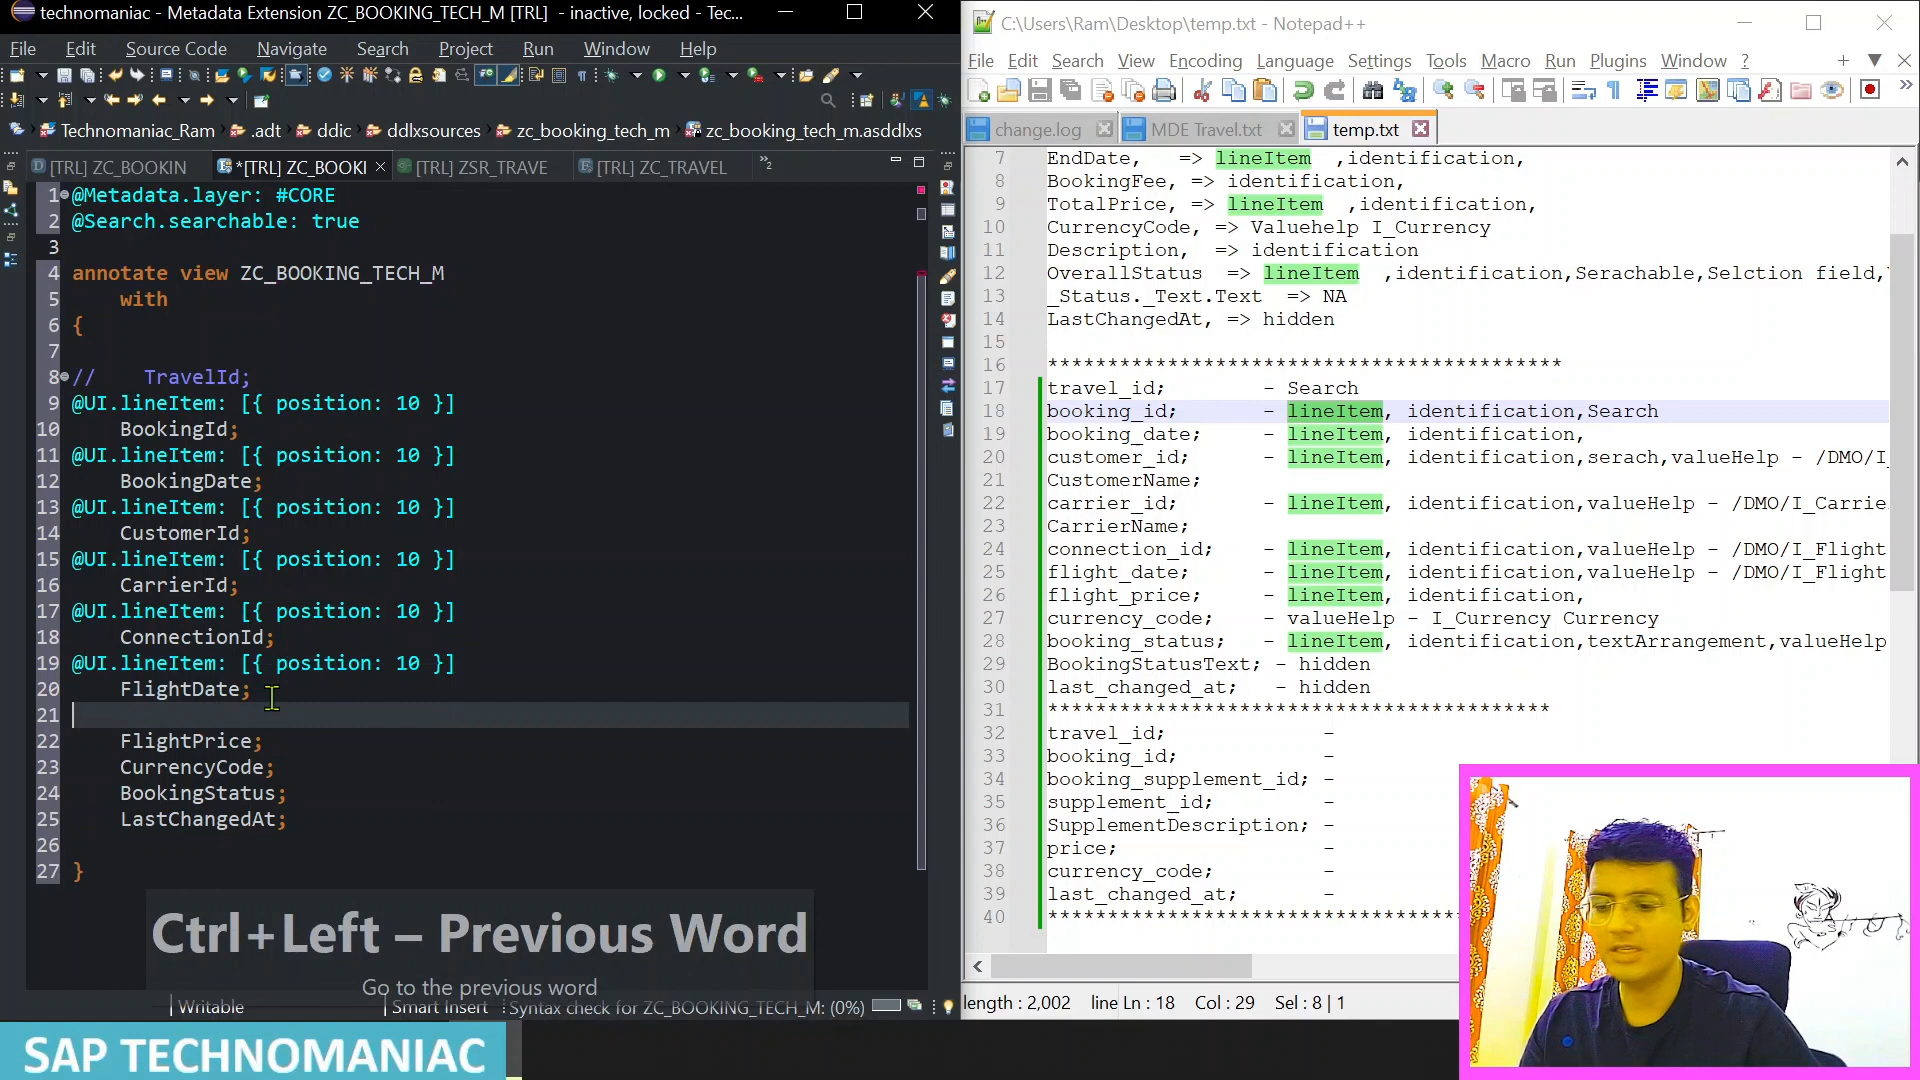 technomaniac - Metadata Extension ZC_BOOKING_TECH_M [TRL] - inactive, locked - Tec...
File Edit Source Code Navigate Search Project Run Window Help
Technomaniac_Ram .adt ddic ddlxsources zc_booking_tech_m zc_booking_tech_m.asddlxs
[TRL] ZC_BOOKIN *[TRL] ZC_BOOKI [TRL] ZSR_TRAVE [TRL] ZC_TRAVEL
1 @Metadata.layer: #CORE
2 @Search.searchable: true
3
4 annotate view ZC_BOOKING_TECH_M
5 with
6 {
7
8 // TravelId;
9 @UI.lineItem: [{ position: 10 }]
10 BookingId;
11 @UI.lineItem: [{ position: 10 }]
12 BookingDate;
13 @UI.lineItem: [{ position: 10 }]
14 CustomerId;
15 @UI.lineItem: [{ position: 10 }]
16 CarrierId;
17 @UI.lineItem: [{ position: 10 }]
18 ConnectionId;
19 @UI.lineItem: [{ position: 10 }]
20 FlightDate;
21
22 FlightPrice;
23 CurrencyCode;
24 BookingStatus;
25 LastChangedAt;
26
27 }
Ctrl+Left – Previous Word
Go to the previous word
Writable Smart Insert Syntax check for ZC_BOOKING_TECH_M: (0%)
SAP TECHNOMANIAC
C:\Users\Ram\Desktop\temp.txt - Notepad++
File Edit Search View Encoding Language Settings Tools Macro Run Plugins Window ?
change.log MDE Travel.txt temp.txt
7 EndDate, => lineItem ,identification,
8 BookingFee, => identification,
9 TotalPrice, => lineItem ,identification,
10 CurrencyCode, => Valuehelp I_Currency
11 Description, => identification
12 OverallStatus => lineItem ,identification,Serachable,Selction field,
13 _Status._Text.Text => NA
14 LastChangedAt, => hidden
15
16 *******************************************
17 travel_id; - Search
18 booking_id; - lineItem, identification,Search
19 booking_date; - lineItem, identification,
20 customer_id; - lineItem, identification,serach,valueHelp - /DMO/I_
21 CustomerName;
22 carrier_id; - lineItem, identification,valueHelp - /DMO/I_Carrie
23 CarrierName;
24 connection_id; - lineItem, identification,valueHelp - /DMO/I_Flight
25 flight_date; - lineItem, identification,valueHelp - /DMO/I_Flight
26 flight_price; - lineItem, identification,
27 currency_code; - valueHelp - I_Currency Currency
28 booking_status; - lineItem, identification,textArrangement,valueHelp
29 BookingStatusText; - hidden
30 last_changed_at; - hidden
31 ******************************************
32 travel_id; -
33 booking_id; -
34 booking_supplement_id; -
35 supplement_id; -
36 SupplementDescription; -
37 price; -
38 currency_code; -
39 last_changed_at; -
40 **********************************
length : 2,002 line Ln : 18 Col : 29 Sel : 8 | 1